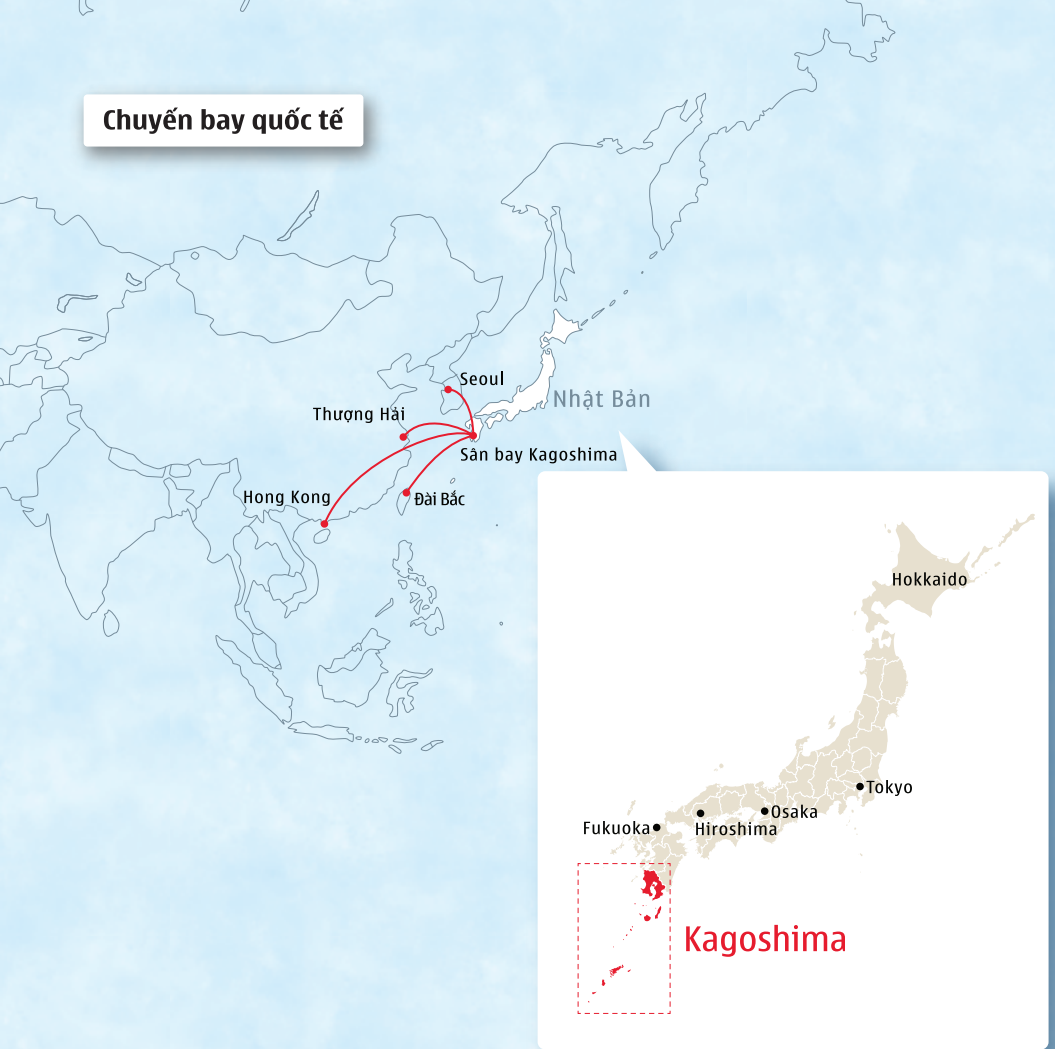 Chuyến bay quốc tế
Seoul
Nhật Bản
Thượng Hải
Sân bay Kagoshima
Hong Kong
Đài Bắc
Hokkaido
Tokyo
Osaka
Fukuoka
Hiroshima
Kagoshima